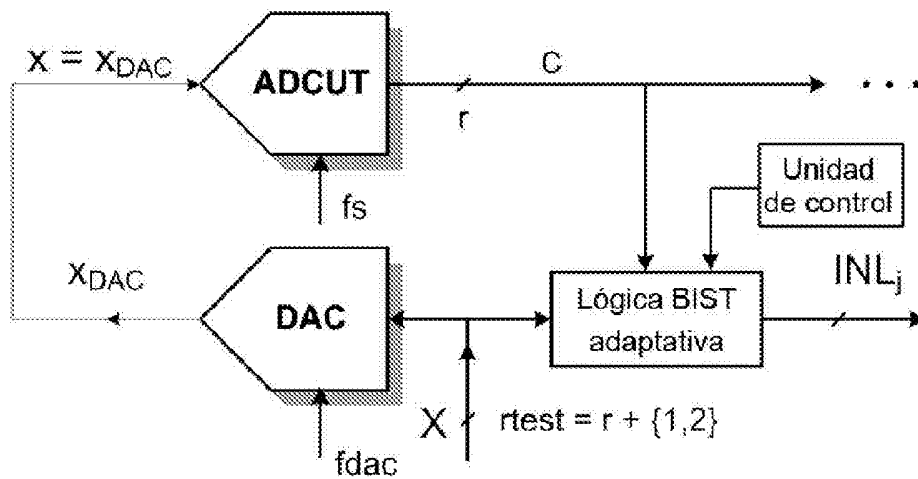 x = xDAC
ADCUT
C
r
. . .
fs
Unidad
de control
xDAC
DAC
Lógica BIST
adaptativa
INLj
X
rtest = r + {1,2}
fdac